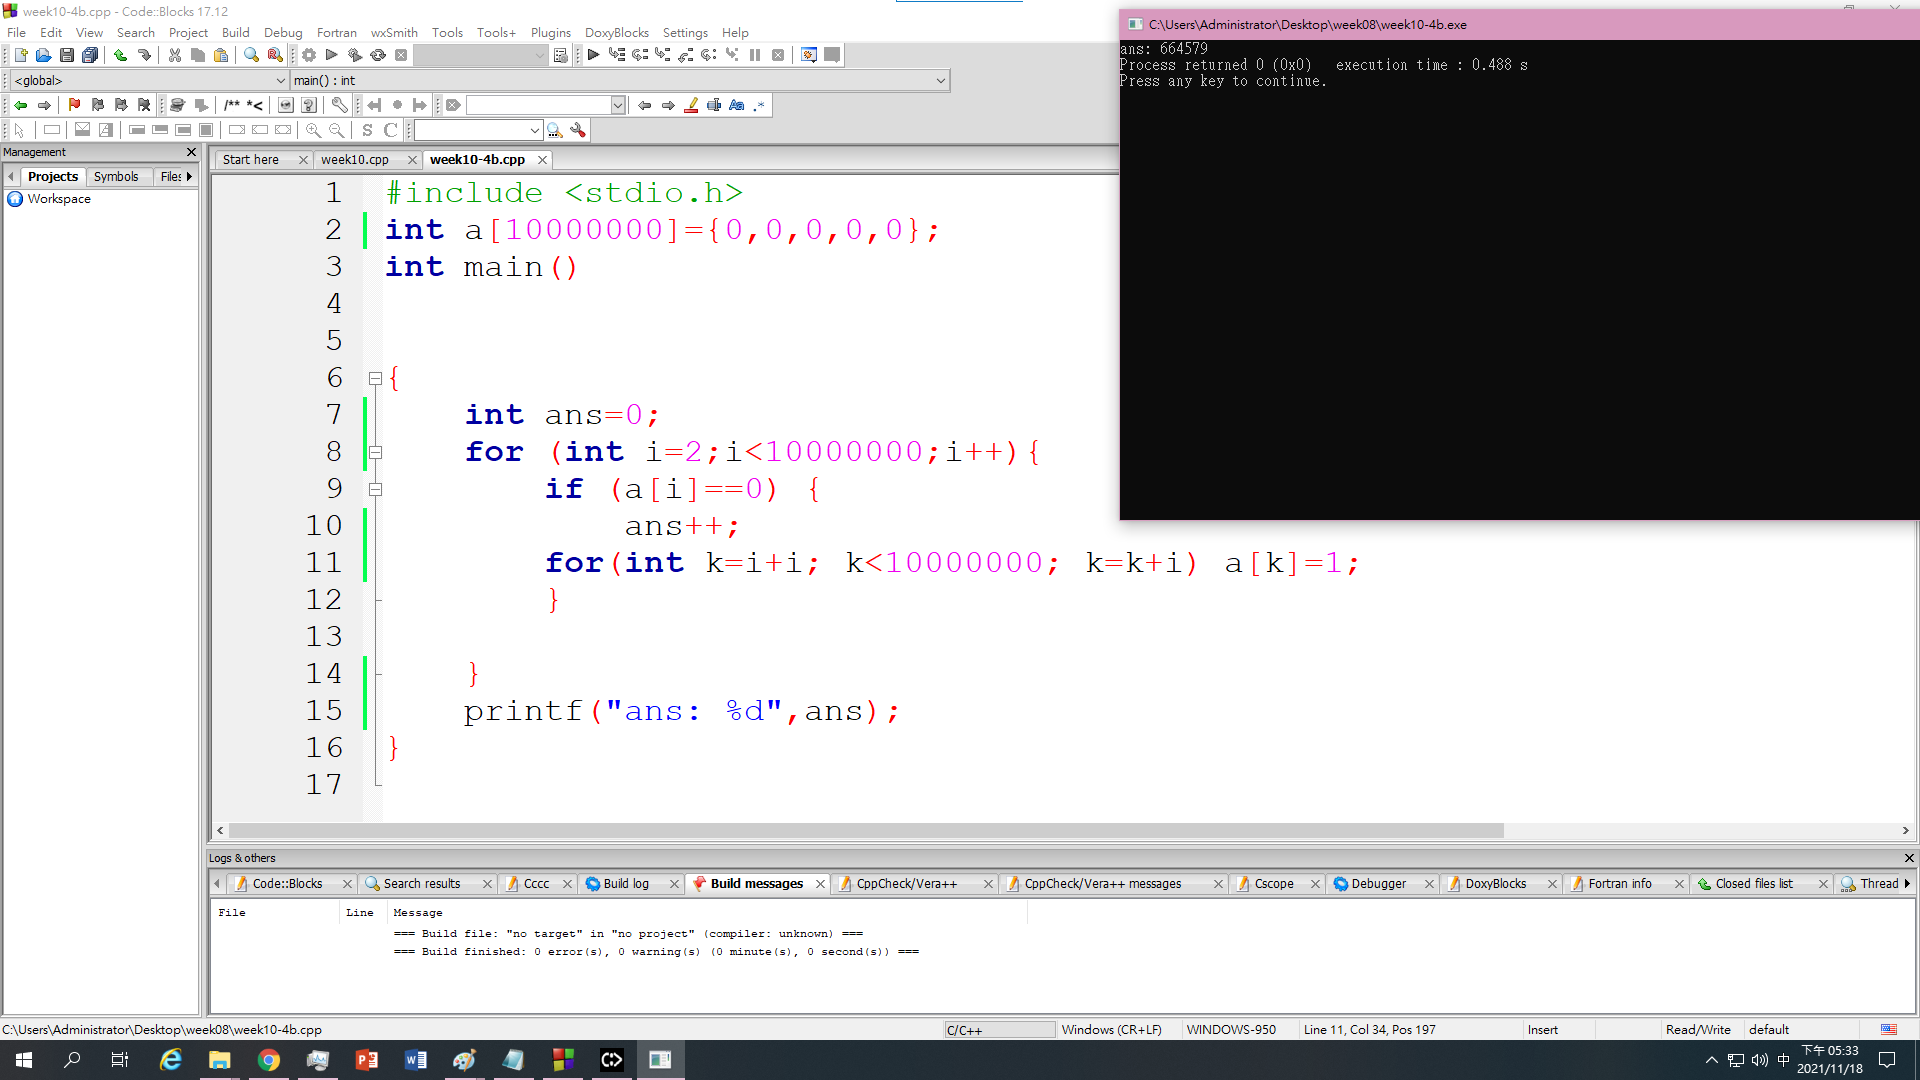 week10-4b.cpp - Code::Blocks 17.12
File Edit View Search Project Build Debug Fortran wxSmith Tools Tools+ Plugins DoxyBlocks Settings Help
<global> main() : int
/** *<
S C
Management
Projects Symbols Files
Workspace
Start here week10.cpp week10-4b.cpp
1 #include <stdio.h>
2 int a[10000000]={0,0,0,0,0};
3 int main()
4
5
6 {
7 int ans=0;
8 for (int i=2;i<10000000;i++){
9 if (a[i]==0) {
10 ans++;
11 for(int k=i+i; k<10000000; k=k+i) a[k]=1;
12 }
13
14 }
15 printf("ans: %d",ans);
16 }
17
C:\Users\Administrator\Desktop\week08\week10-4b.exe
ans: 664579
Process returned 0 (0x0) execution time : 0.488 s
Press any key to continue.
Logs & others
Code::Blocks Search results Cccc Build log Build messages CppCheck/Vera++ CppCheck/Vera++ messages Cscope Debugger DoxyBlocks Fortran info Closed files list Thread
File Line Message
=== Build file: "no target" in "no project" (compiler: unknown) ===
=== Build finished: 0 error(s), 0 warning(s) (0 minute(s), 0 second(s)) ===
C:\Users\Administrator\Desktop\week08\week10-4b.cpp C/C++ Windows (CR+LF) WINDOWS-950 Line 11, Col 34, Pos 197 Insert Read/Write default
中 下午 05:33
2021/11/18